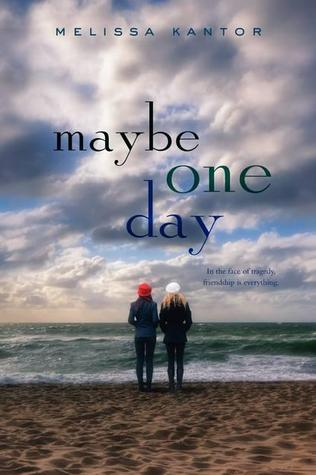 MELISSA KANTOR
maybe
one
day
In the face of tragedy,
friendship is everything.